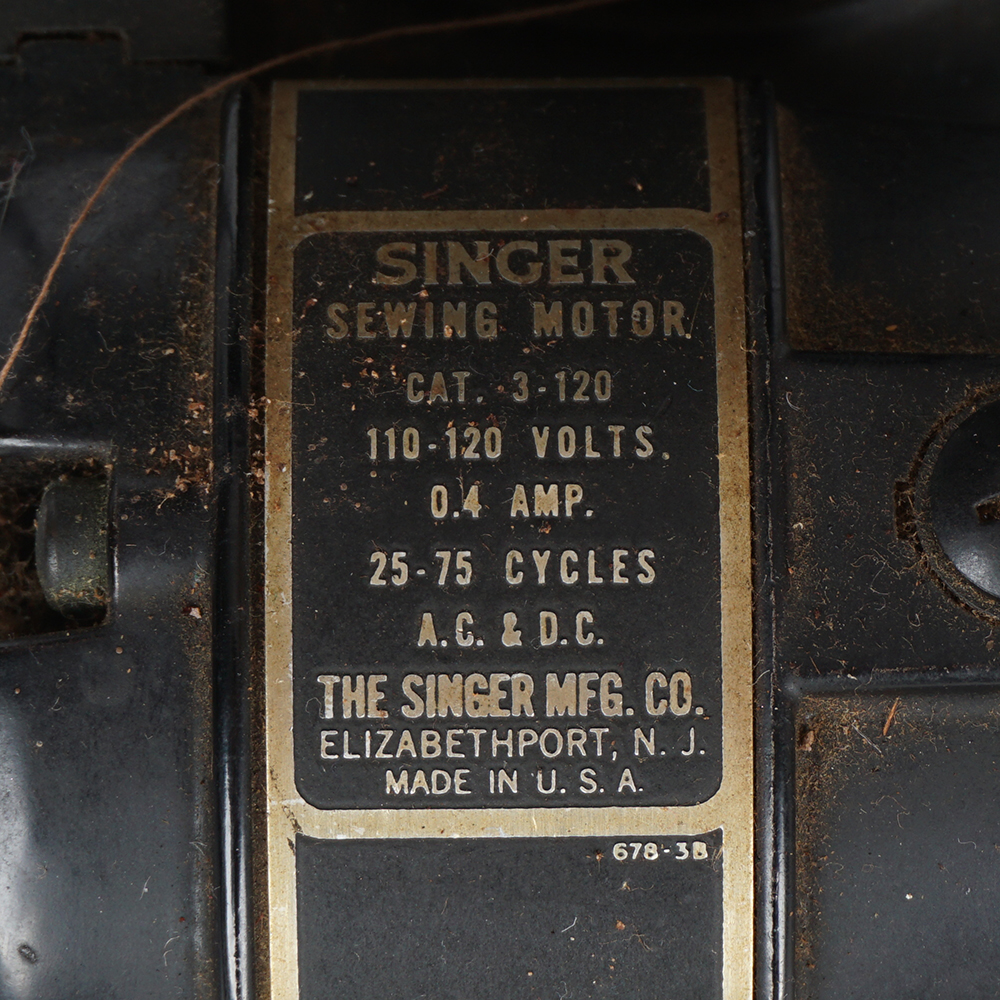 SINGER
SEWING MOTOR.
CAT. 3-120
110-120 VOLTS.
0.4 AMP.
25-75 CYCLES
A.C. & D.C.
THE SINGER MFG. CO.
ELIZABETHPORT, N. J.
MADE IN U. S. A.
678-3B